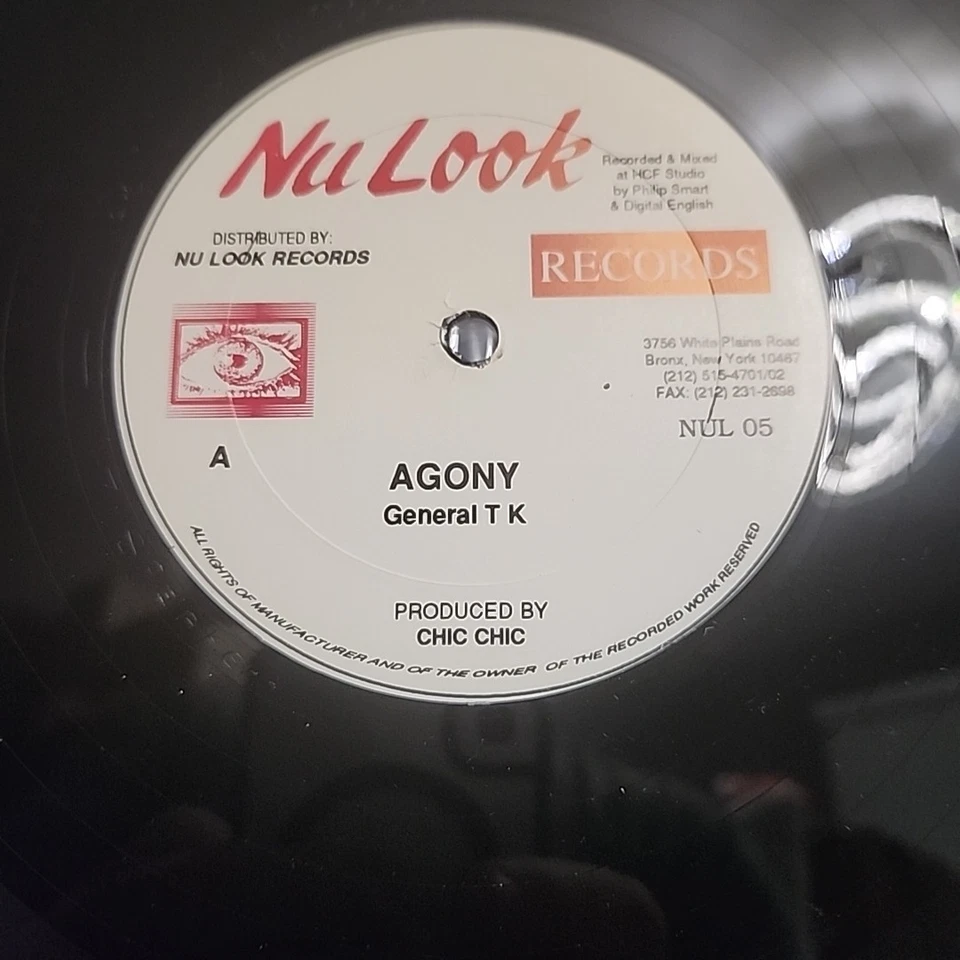 Nu Look
Recorded & Mixed
at HCF Studio
by Philip Smart
& Digital English
DISTRIBUTED BY:
NU LOOK RECORDS
RECORDS
3756 White Plains Road
Bronx, New York 10467
(212) 515-4701/02
FAX: (212) 231-2698
NUL 05
A
AGONY
General T K
PRODUCED BY
CHIC CHIC
ALL RIGHTS OF MANUFACTURER AND OF THE OWNER OF THE RECORDED WORK RESERVED